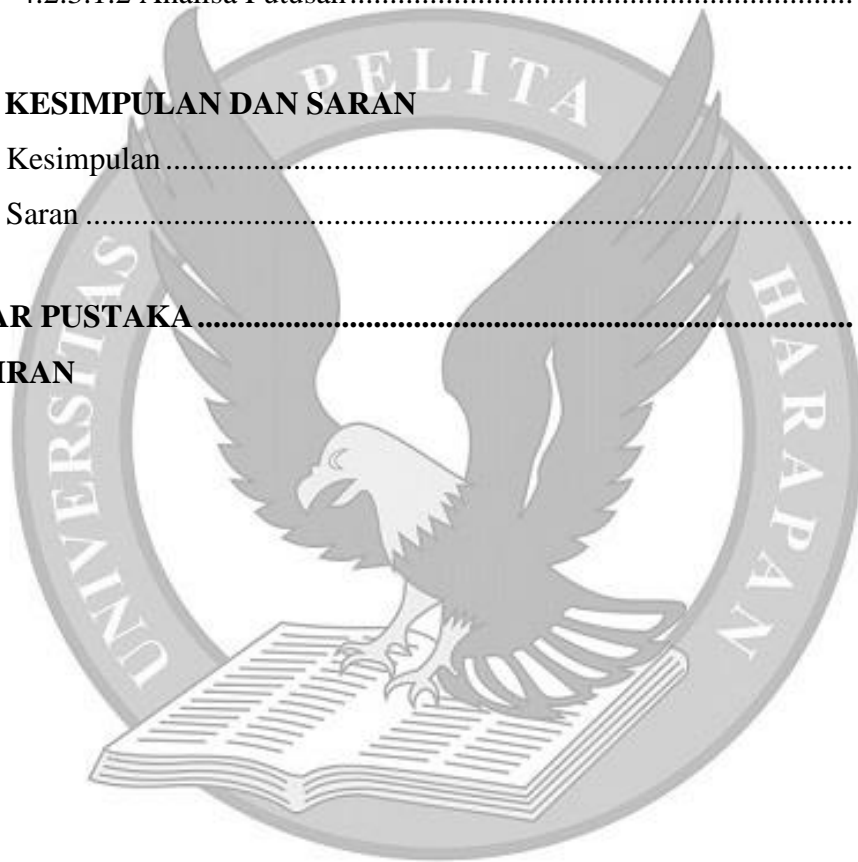 4.2.3.1.2 Analisa Putusan..................................................................
PELITA
KESIMPULAN DAN SARAN
Kesimpulan..........................................................................................
Saran....................................................................................................
AR PUSTAKA.....................................................................................
IRAN
UNIVERSITAS
HARAPAN